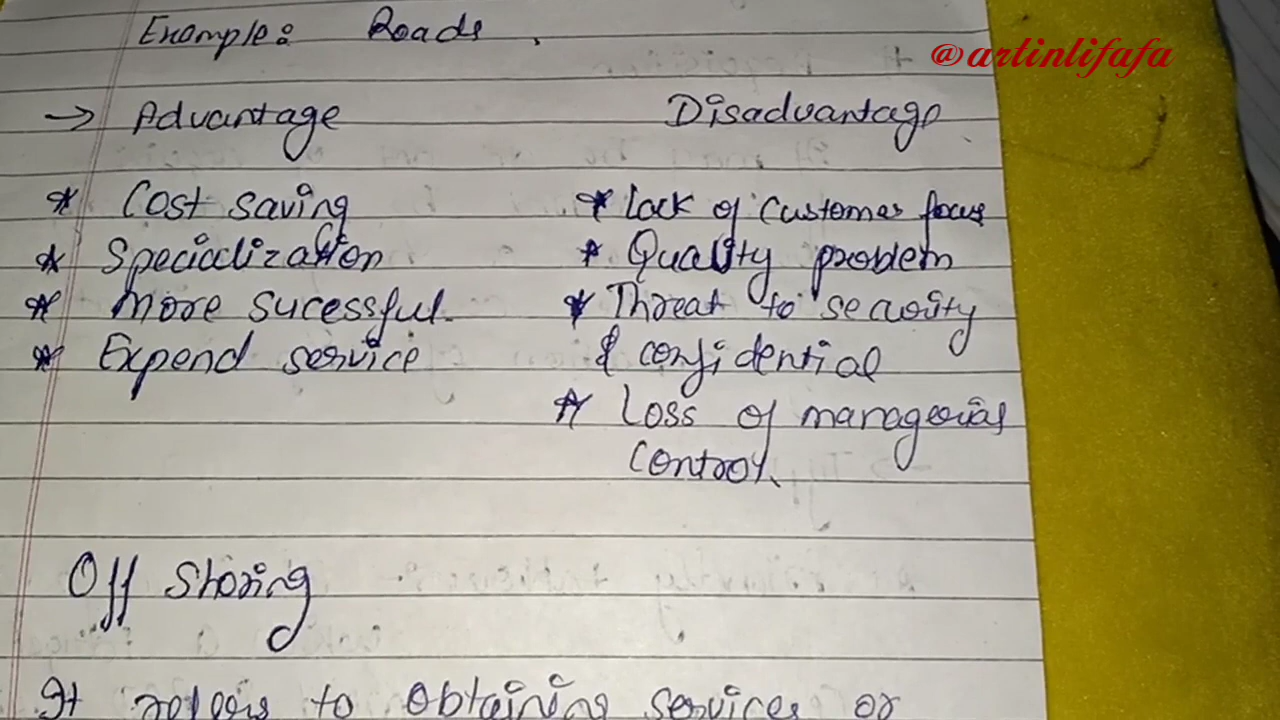 Example: Roads.
@artinlifafa
→ Advantage Disadvantage
* Cost saving * Lack of customer focus
* Specialization * Quality problem
* More sucessful * Threat to security
* Expend service & confidential
* Loss of managerial
control.
Off Shoring
It refers to obtaining services or